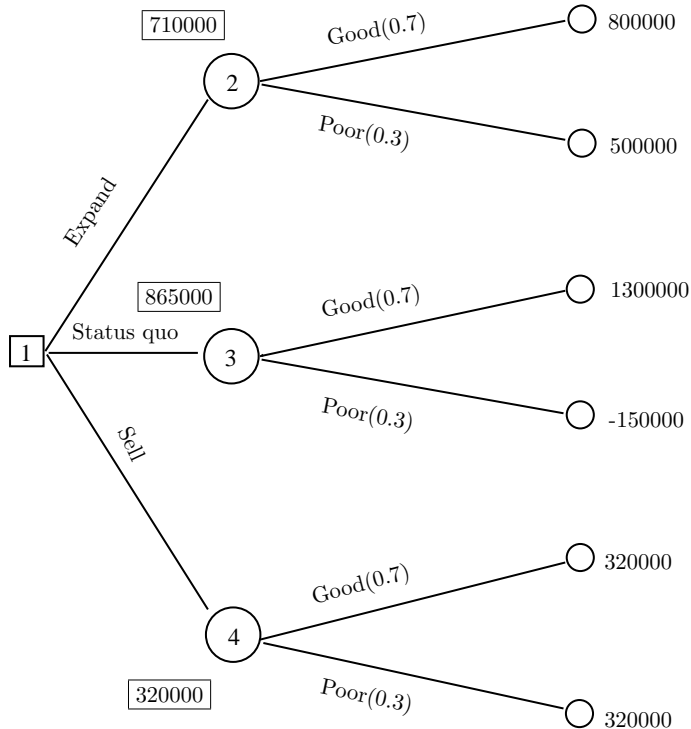 710000
Good(0.7)
800000
2
Poor(0.3)
500000
Expand
865000
Good(0.7)
1300000
Status quo
1
3
Poor(0.3)
-150000
Sell
Good(0.7)
320000
4
320000
Poor(0.3)
320000